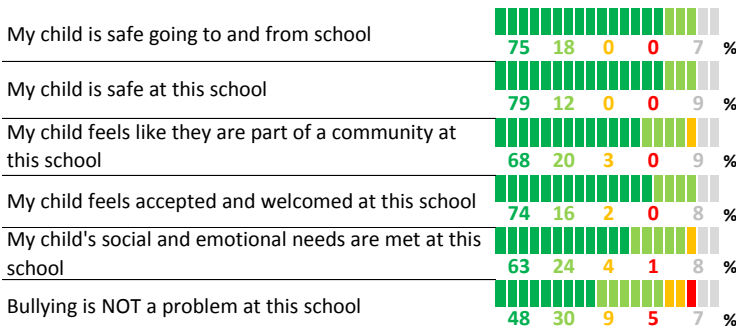 My child is safe going to and from school
75 18 0 0 7 %
My child is safe at this school
79 12 0 0 9 %
My child feels like they are part of a community at
this school
68 20 3 0 9 %
My child feels accepted and welcomed at this school
74 16 2 0 8 %
My child's social and emotional needs are met at this
school
63 24 4 1 8 %
Bullying is NOT a problem at this school
48 30 9 5 7 %